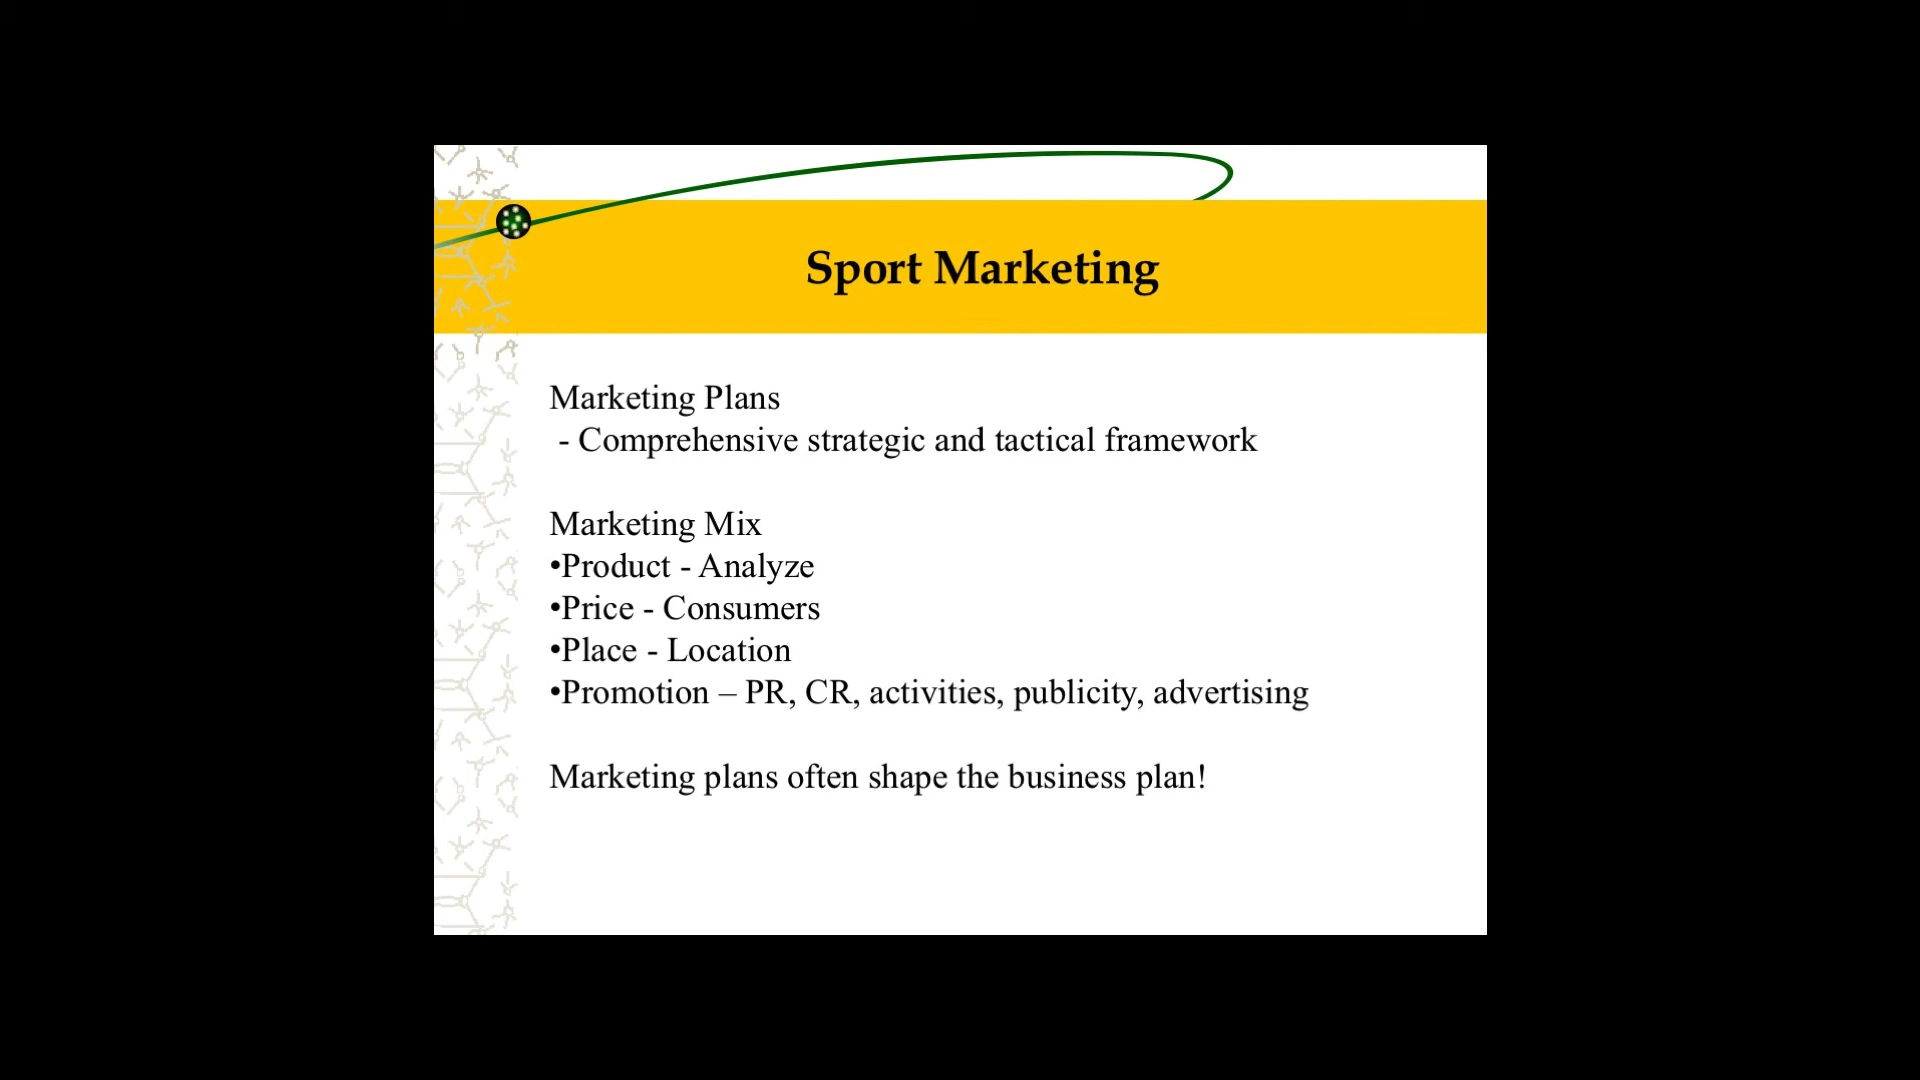 Sport Marketing
Marketing Plans
- Comprehensive strategic and tactical framework
Marketing Mix
•Product - Analyze
•Price - Consumers
•Place - Location
•Promotion – PR, CR, activities, publicity, advertising
Marketing plans often shape the business plan!